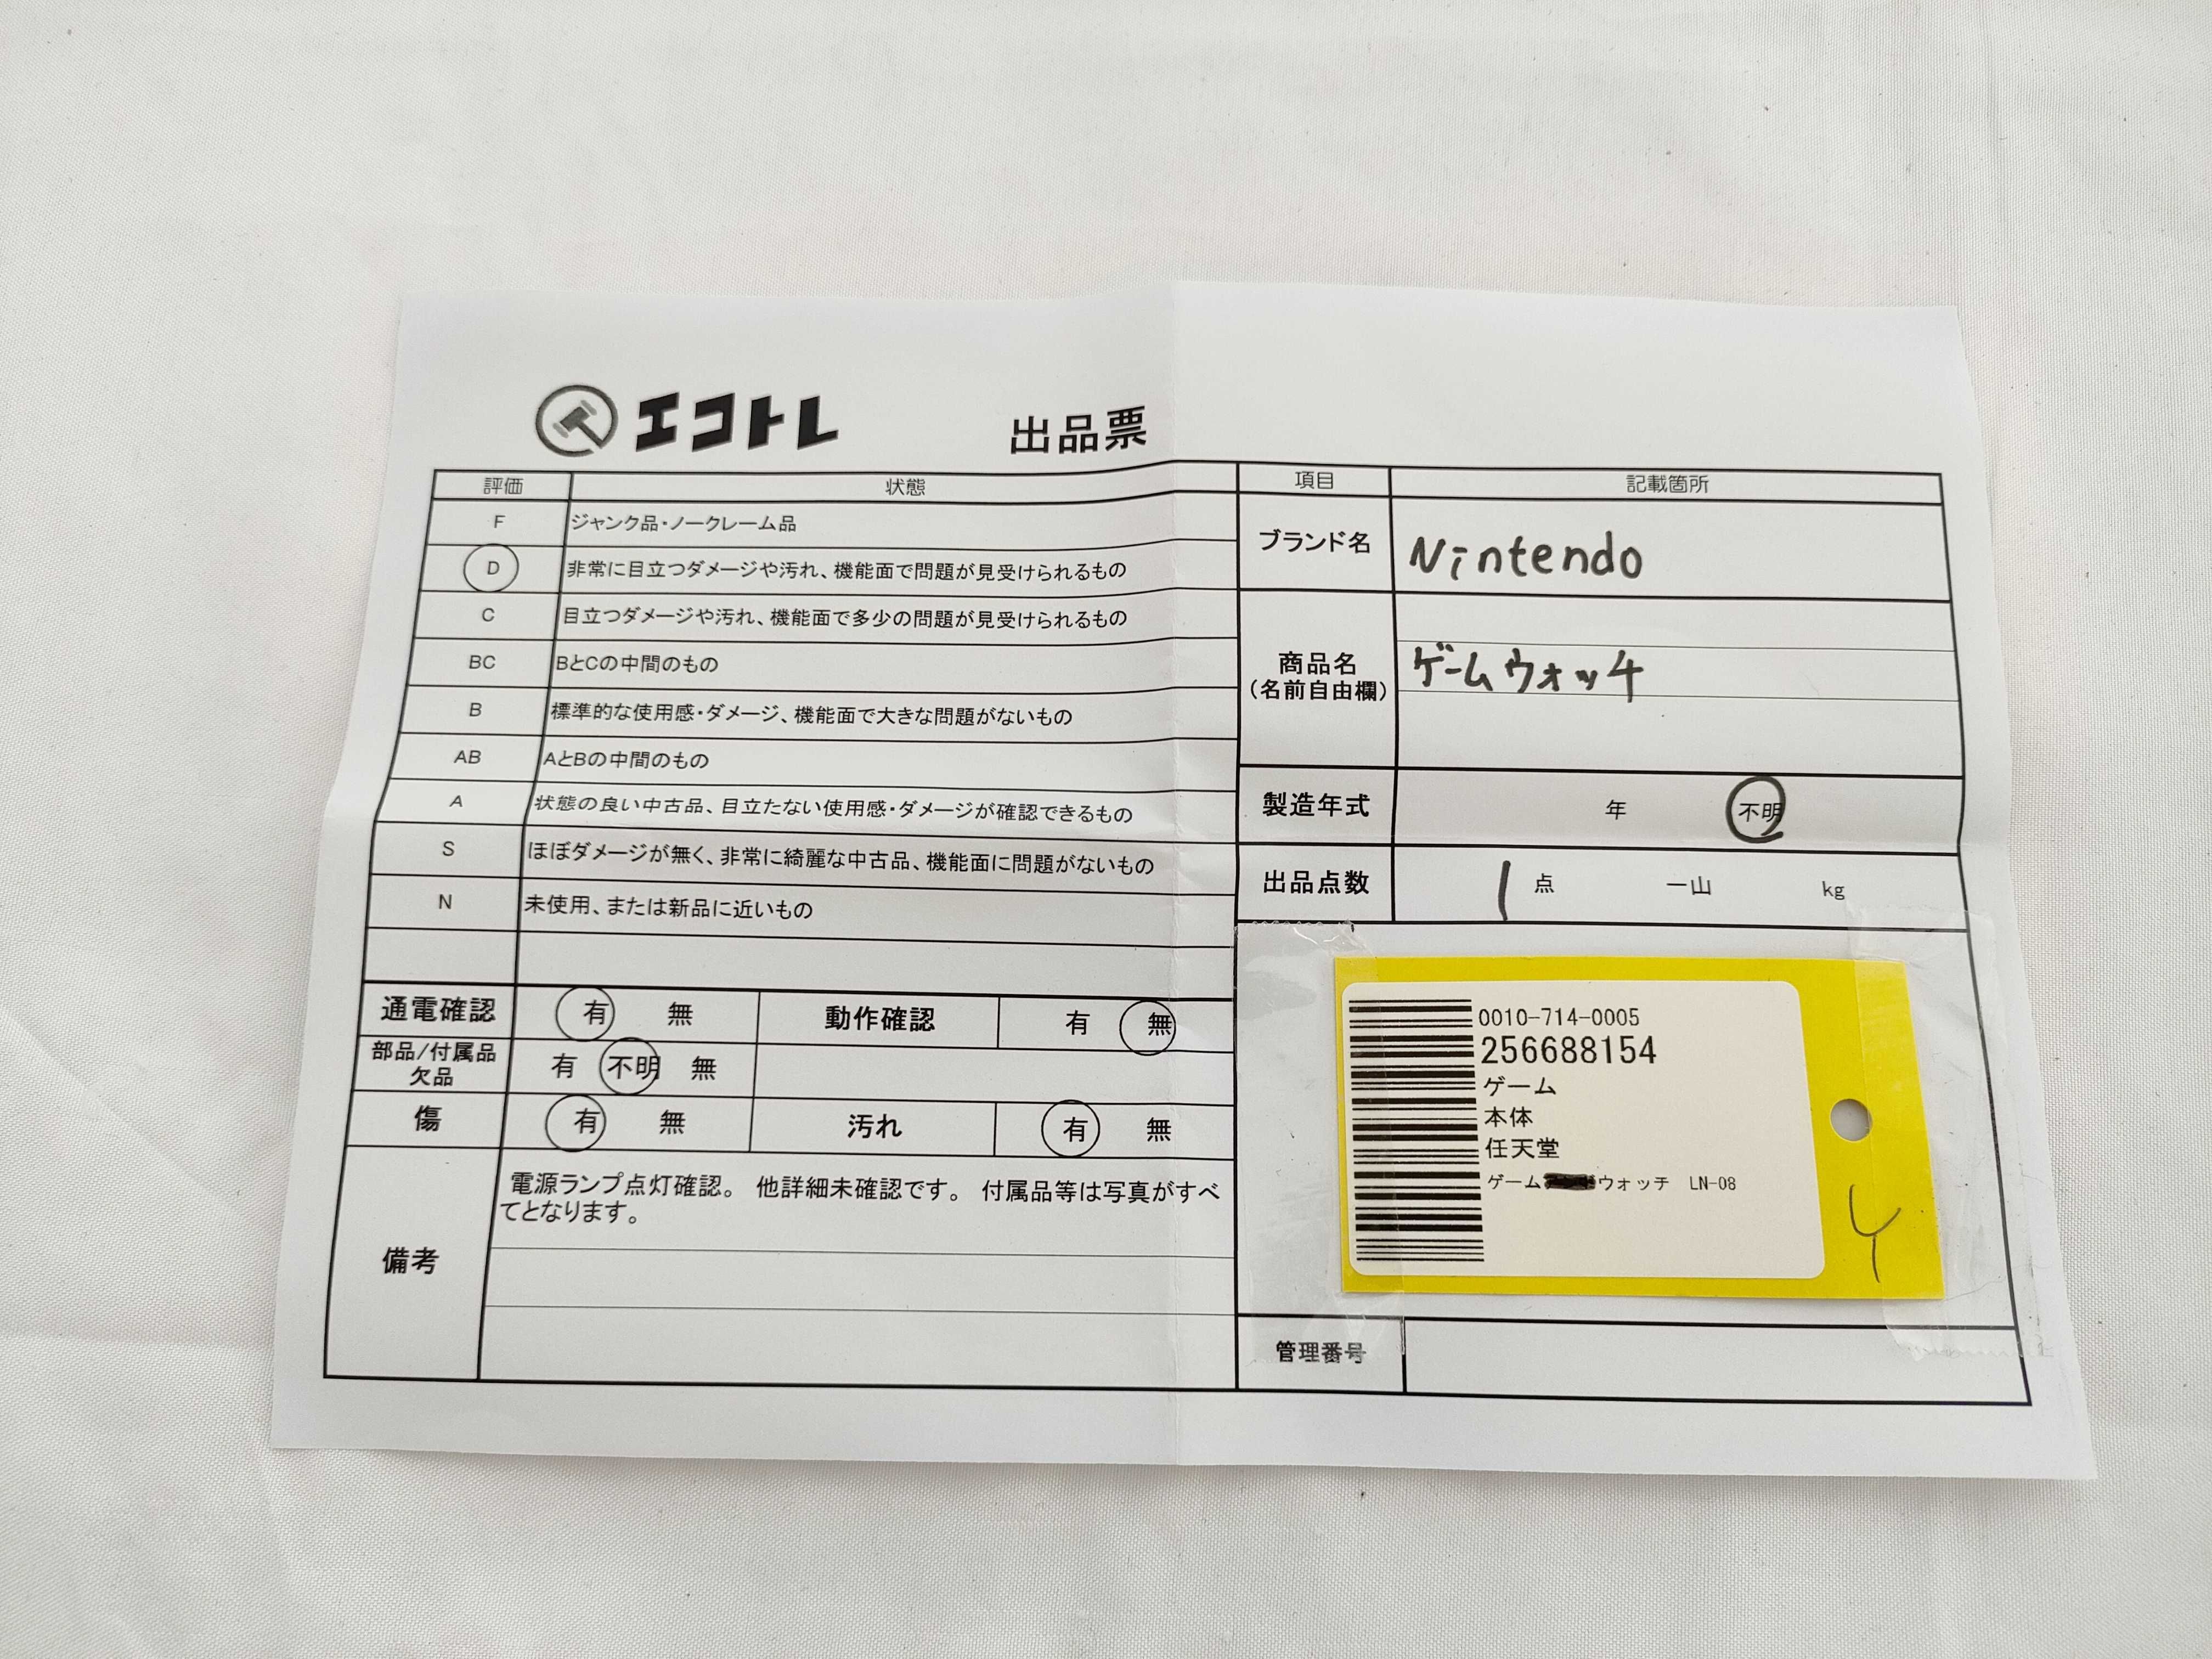 エコトレ 出品票
評価 状態
F ジャンク品・ノークレーム品
D 非常に目立つダメージや汚れ、機能面で問題が見受けられるもの
C 目立つダメージや汚れ、機能面で多少の問題が見受けられるもの
BC BとCの中間のもの
B 標準的な使用感・ダメージ、機能面で大きな問題がないもの
AB AとBの中間のもの
A 状態の良い中古品、目立たない使用感・ダメージが確認できるもの
S ほぼダメージが無く、非常に綺麗な中古品、機能面に問題がないもの
N 未使用、または新品に近いもの
通電確認 有 無 動作確認 有 無
部品/付属品
欠品 有 不明 無
傷 有 無 汚れ 有 無
備考
電源ランプ点灯確認。 他詳細未確認です。 付属品等は写真がすべ
てとなります。
項目 記載箇所
ブランド名 Nintendo
商品名
(名前自由欄) ゲームウォッチ
製造年式 年 不明
出品点数 1 点 一山 kg
0010-714-0005
256688154
ゲーム
本体
任天堂
ゲーム ウォッチ LN-08
管理番号